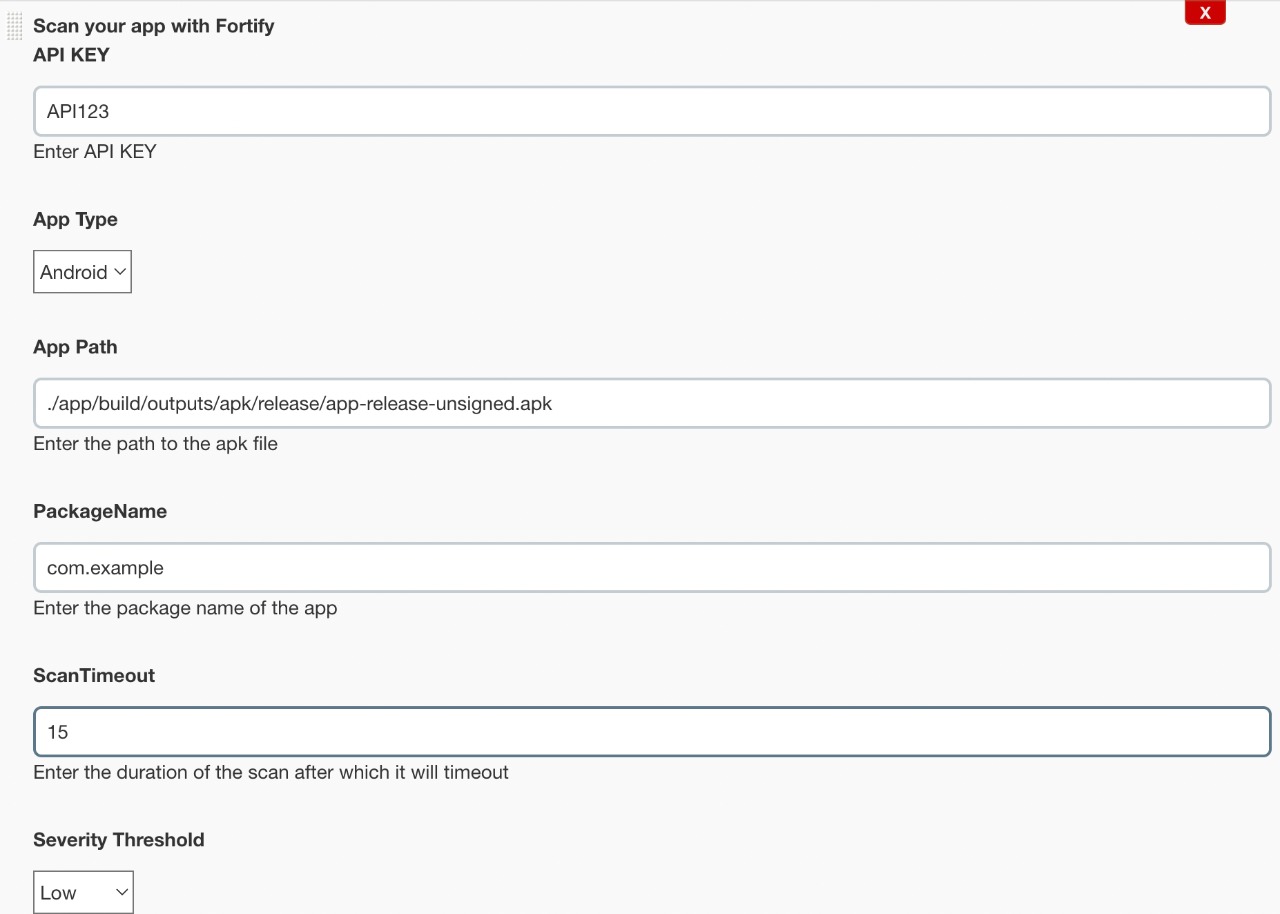 Scan your app with Fortify
X
API KEY
API123
Enter API KEY
App Type
Android
App Path
./app/build/outputs/apk/release/app-release-unsigned.apk
Enter the path to the apk file
PackageName
com.example
Enter the package name of the app
ScanTimeout
15
Enter the duration of the scan after which it will timeout
Severity Threshold
Low